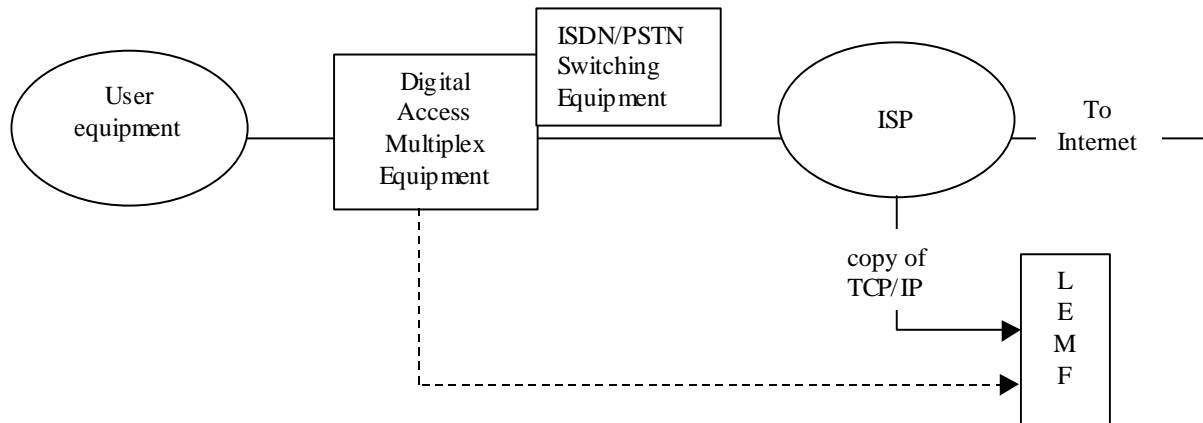 User
equipment
Digital
Access
Multiplex
Equipment
ISDN/PSTN
Switching
Equipment
ISP
To
Internet
copy of
TCP/IP
L
E
M
F